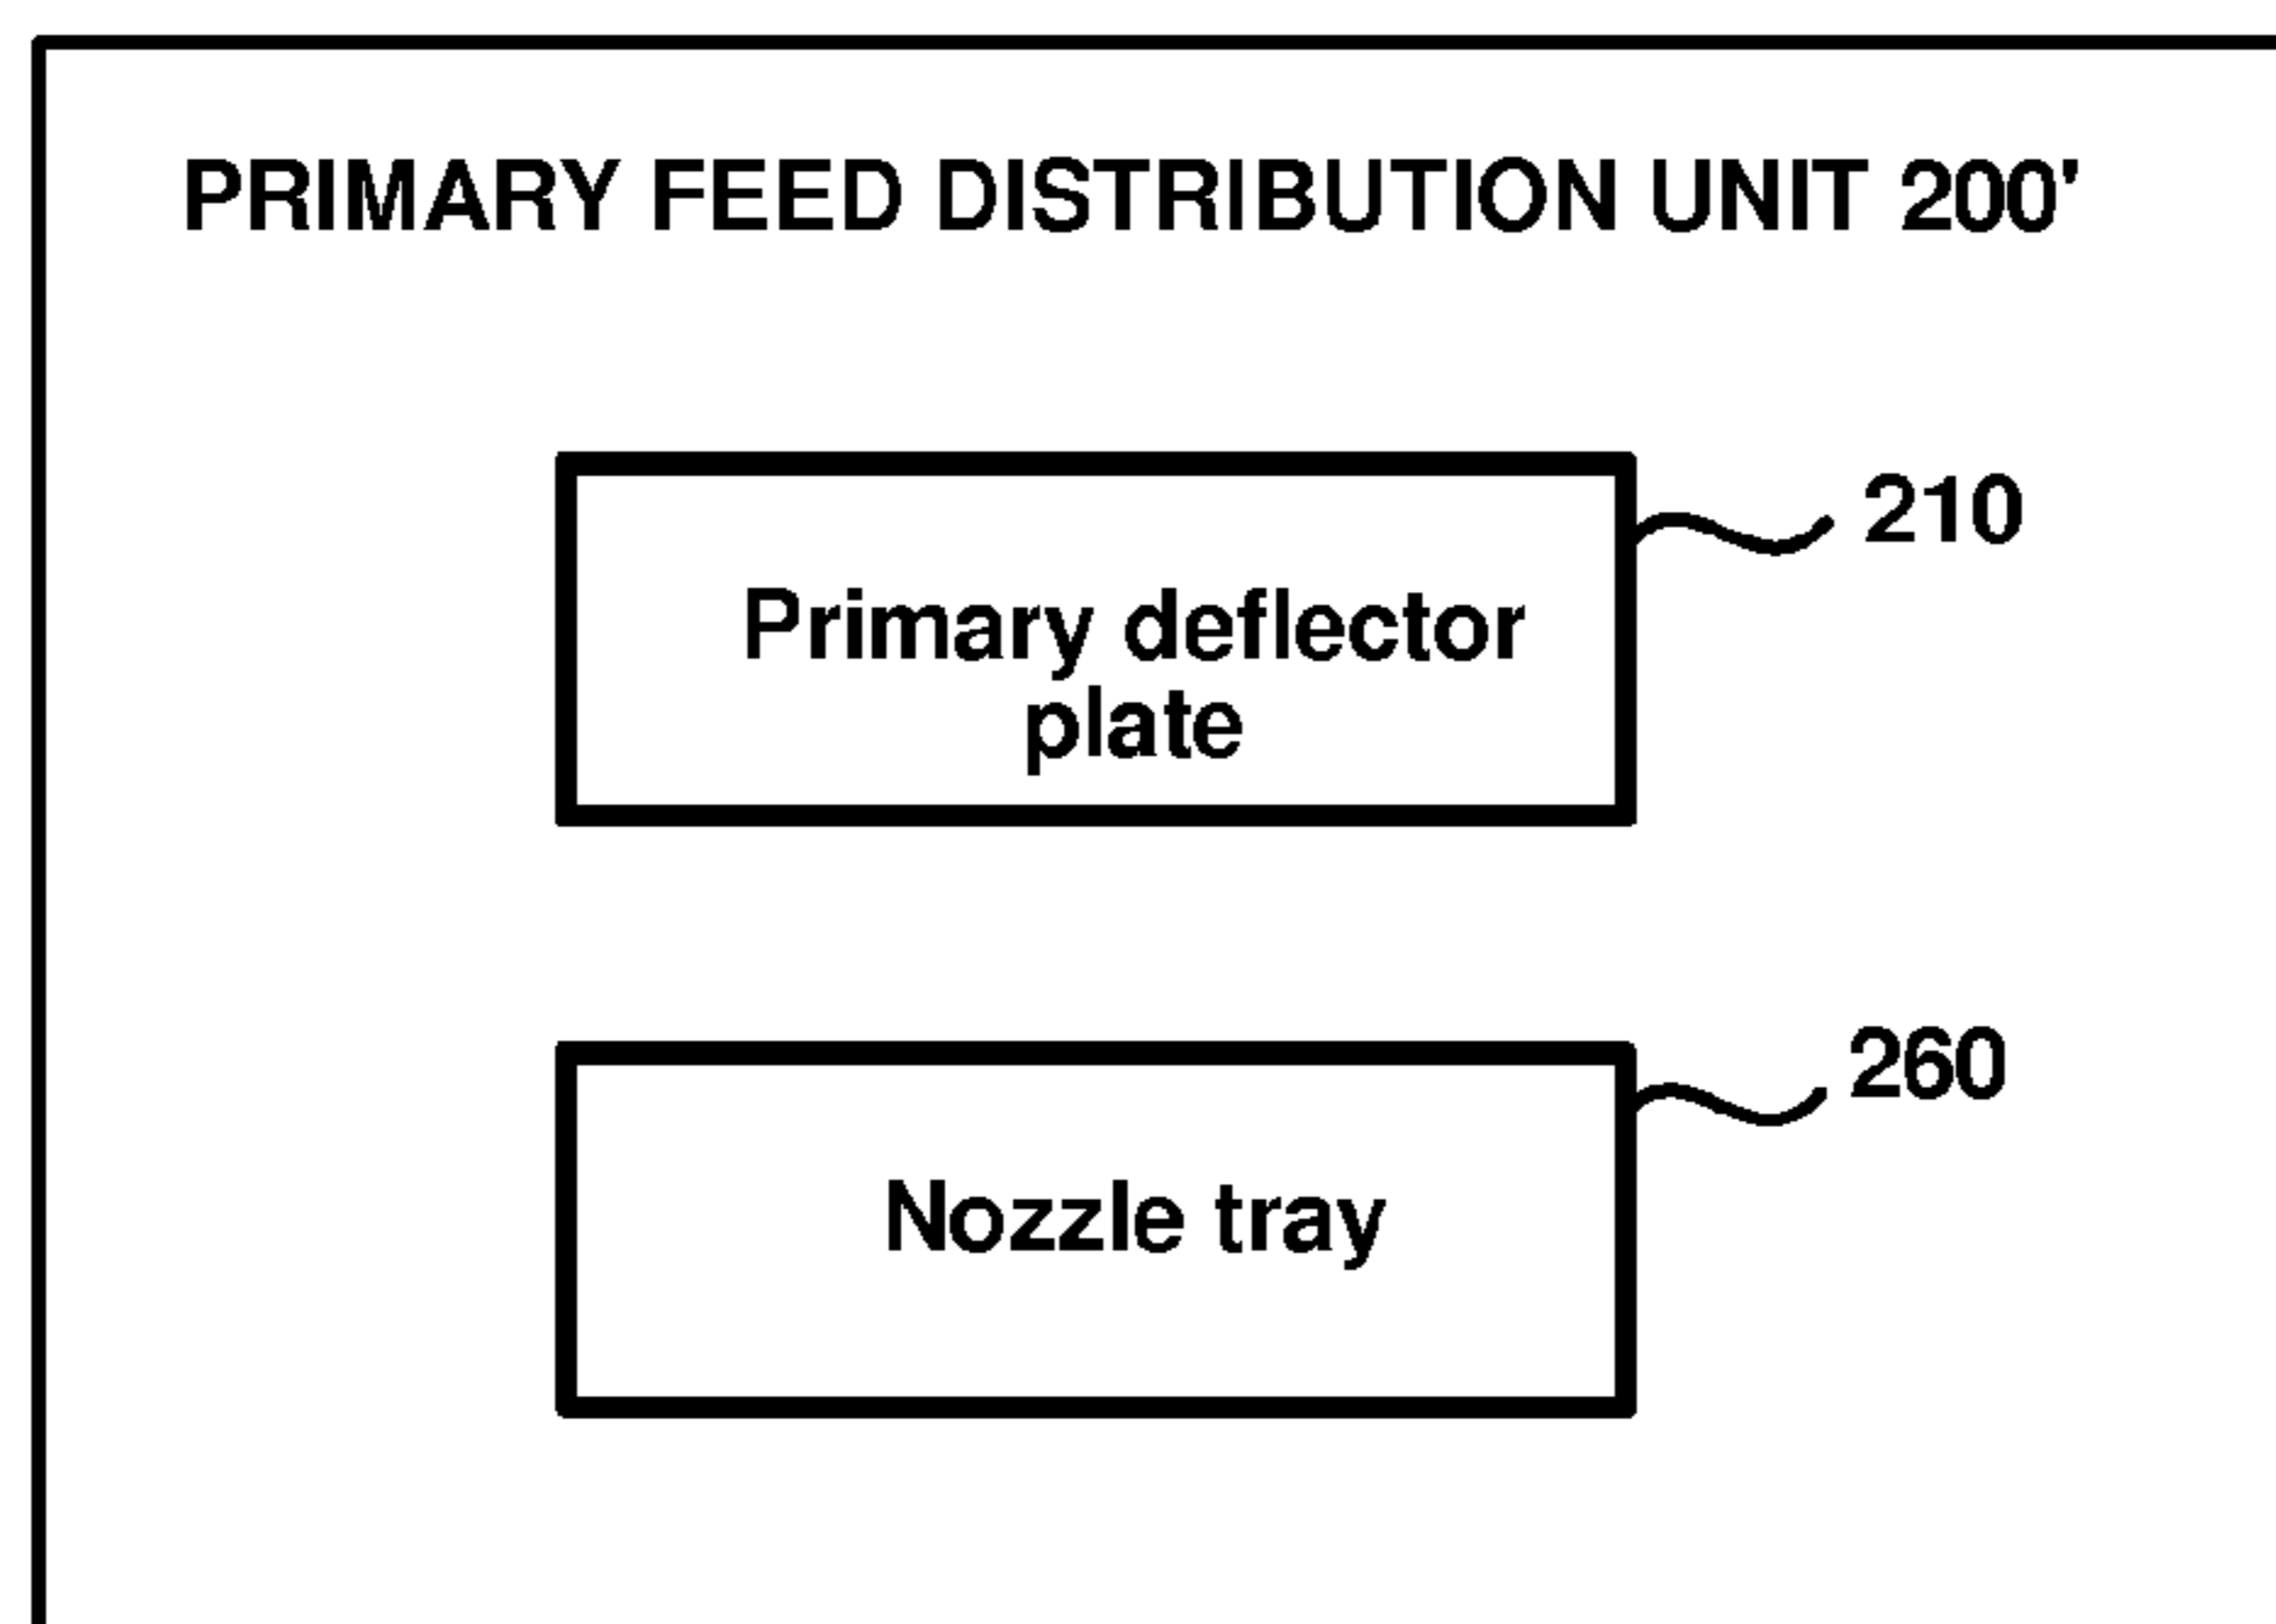 PRIMARY FEED DISTRIBUTION UNIT 200'
210
Primary deflector
plate
260
Nozzle tray